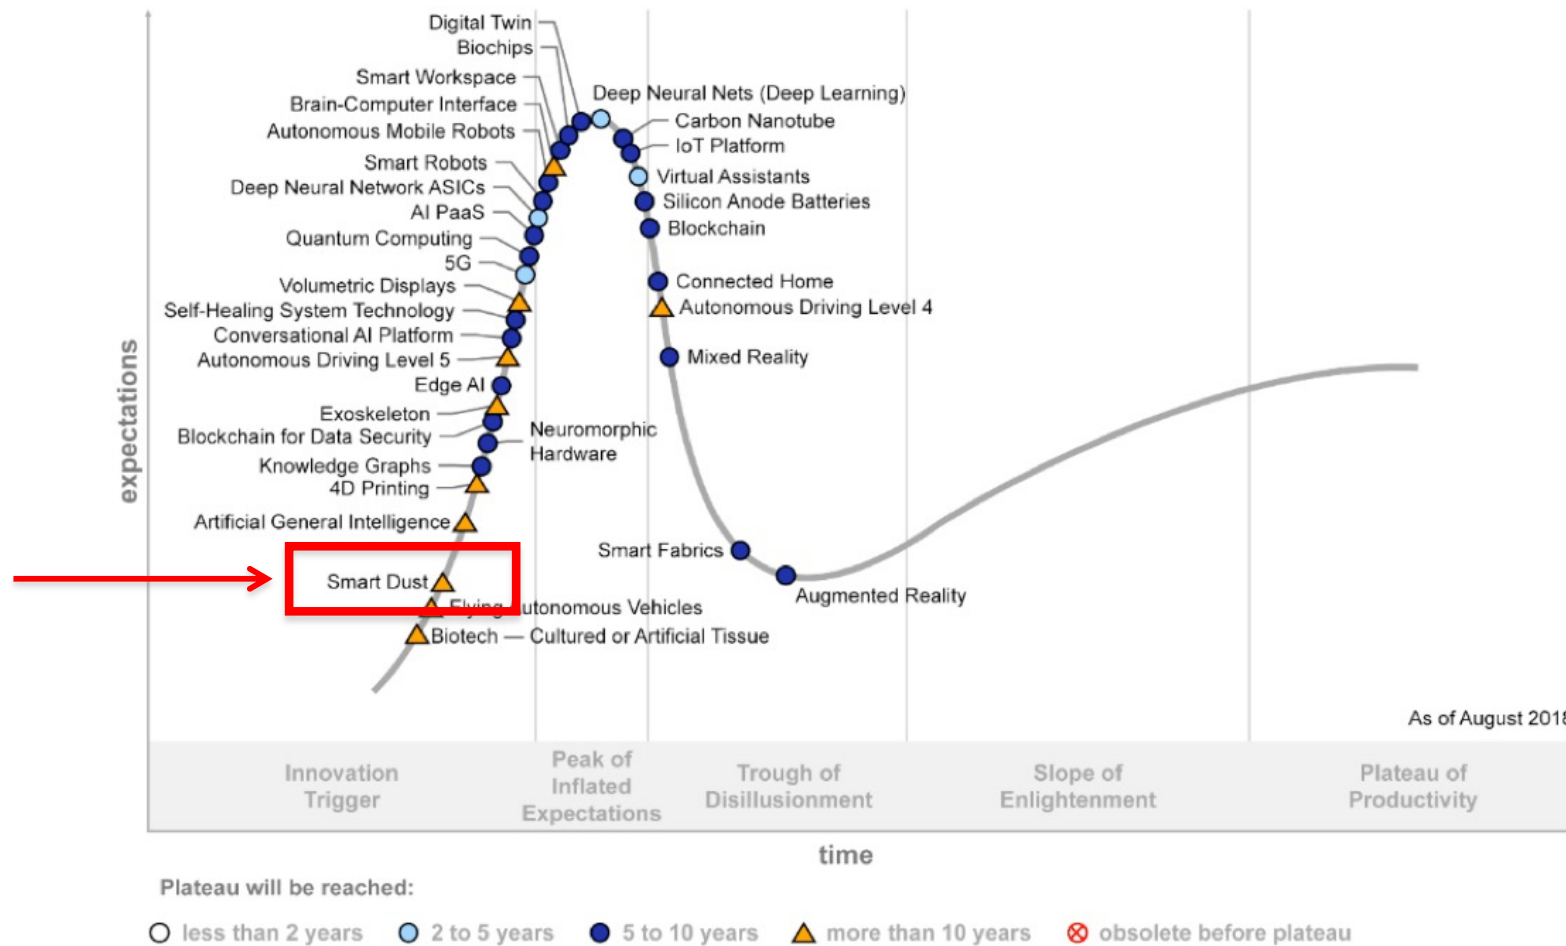 Digital Twin
Biochips
Smart Workspace
Brain-Computer Interface
Autonomous Mobile Robots
Smart Robots
Deep Neural Network ASICs
AI PaaS
Quantum Computing
5G
Volumetric Displays
Self-Healing System Technology
Conversational AI Platform
Autonomous Driving Level 5
Edge AI
Exoskeleton
Blockchain for Data Security
Neuromorphic
Hardware
Knowledge Graphs
4D Printing
Artificial General Intelligence
Smart Dust
Flying Autonomous Vehicles
Biotech — Cultured or Artificial Tissue
Deep Neural Nets (Deep Learning)
Carbon Nanotube
IoT Platform
Virtual Assistants
Silicon Anode Batteries
Blockchain
Connected Home
Autonomous Driving Level 4
Mixed Reality
Smart Fabrics
Augmented Reality
expectations
As of August 2018
Innovation
Trigger
Peak of
Inflated
Expectations
Trough of
Disillusionment
Slope of
Enlightenment
Plateau of
Productivity
time
Plateau will be reached:
less than 2 years
2 to 5 years
5 to 10 years
more than 10 years
obsolete before plateau